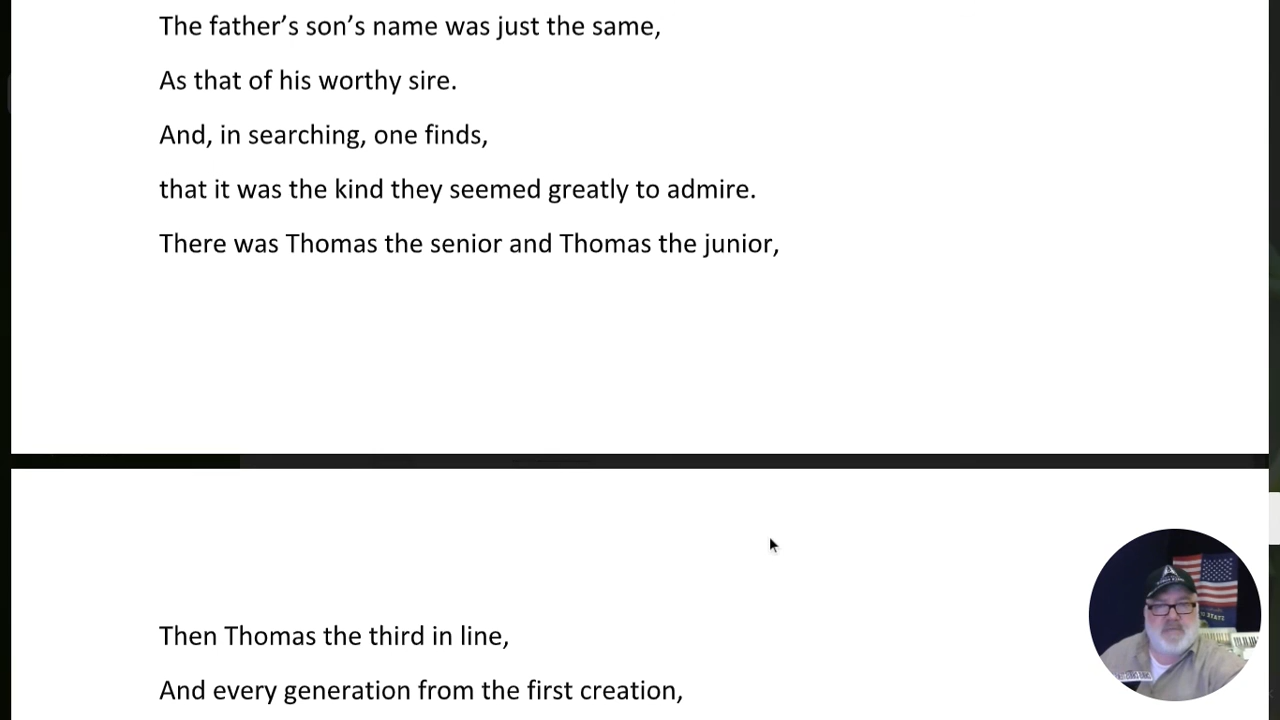 The father’s son’s name was just the same,
As that of his worthy sire.
And, in searching, one finds,
that it was the kind they seemed greatly to admire.
There was Thomas the senior and Thomas the junior,
Then Thomas the third in line,
And every generation from the first creation,